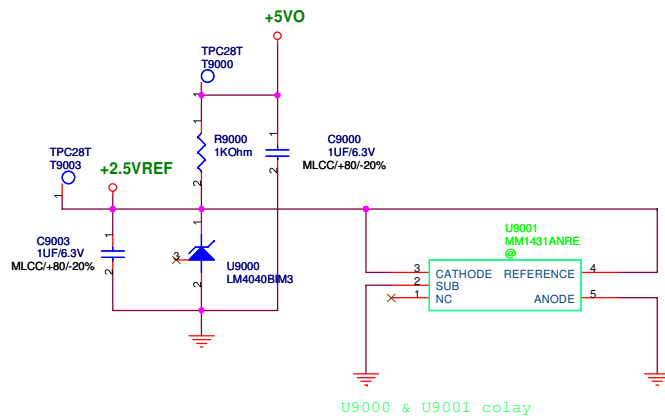 +5VO
TPC28T
T9000
1
1
R9000
1KOhm
2
1
C9000
1UF/6.3V
MLCC/+80/-20%
2
TPC28T
T9003
1
+2.5VREF
1
C9003
1UF/6.3V
MLCC/+80/-20%
2
1
3
U9000
LM4040BIM3
2
U9001
MM1431ANRE
@
3 CATHODE REFERENCE 4
2 SUB
1 NC ANODE 5
U9000 & U9001 colay